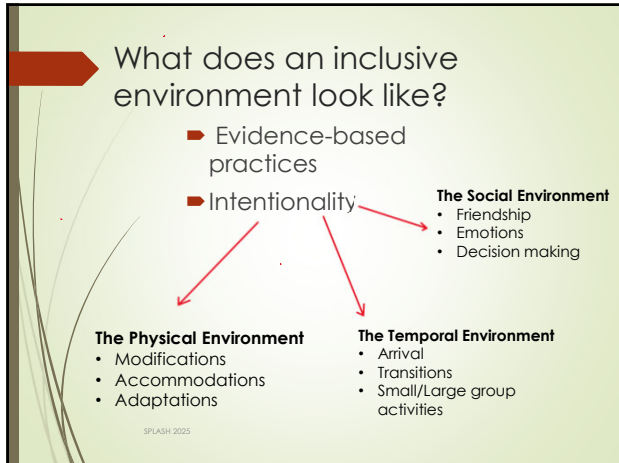 What does an inclusive
environment look like?
Evidence-based
practices
Intentionality
The Social Environment
• Friendship
• Emotions
• Decision making
The Physical Environment
• Modifications
• Accommodations
• Adaptations
The Temporal Environment
• Arrival
• Transitions
• Small/Large group
activities
SPLASH 2025